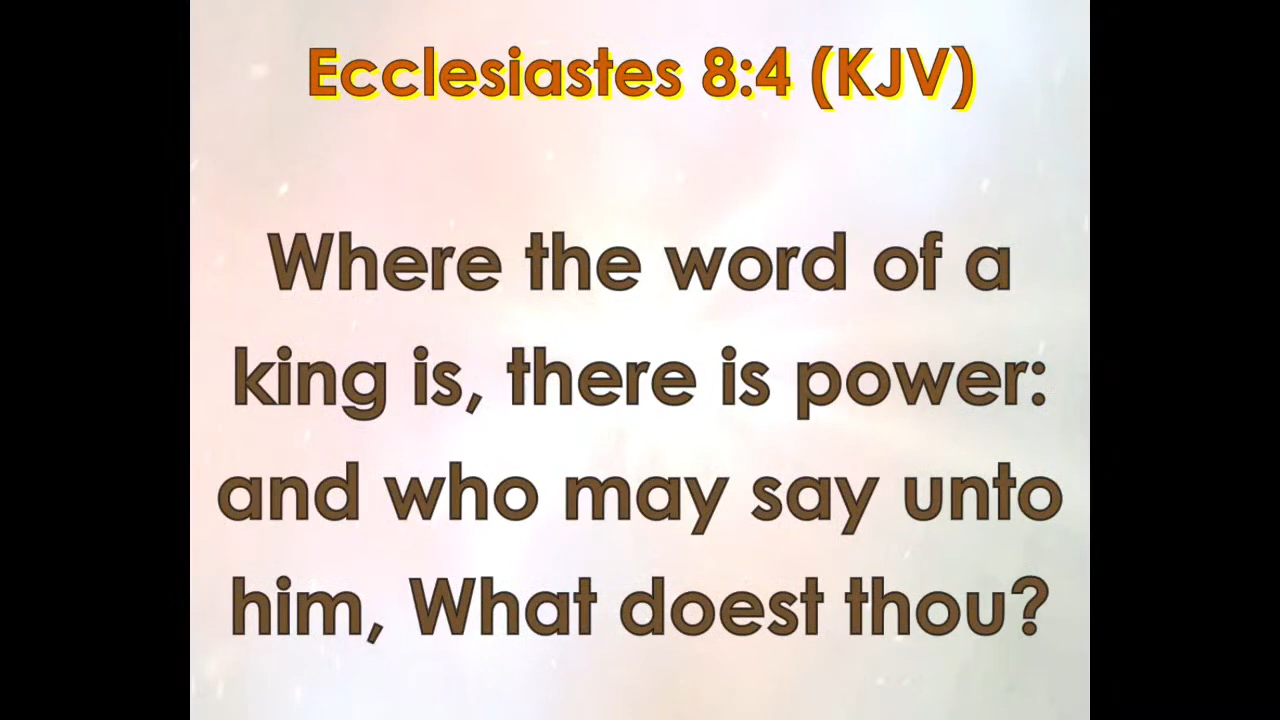 Ecclesiastes 8:4 (KJV)
Where the word of a
king is, there is power:
and who may say unto
him, What doest thou?